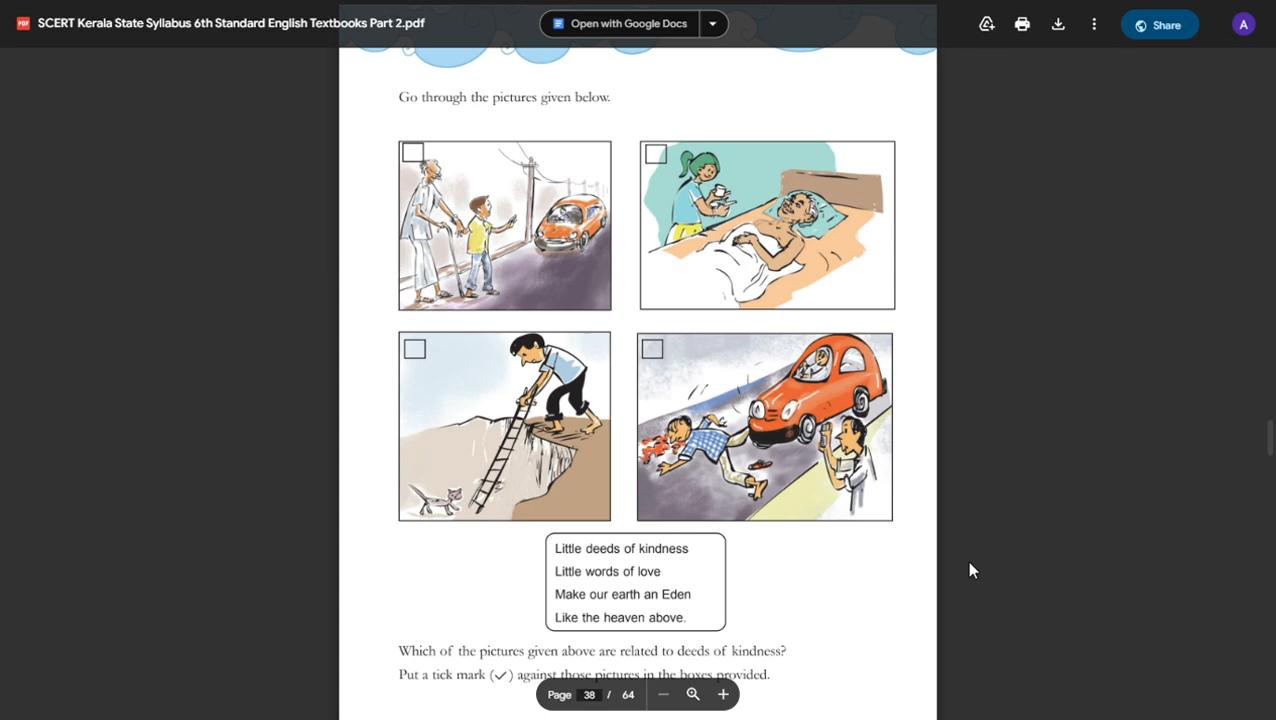 SCERT Kerala State Syllabus 6th Standard English Textbooks Part 2.pdf
Open with Google Docs
Share
A
Go through the pictures given below.
Little deeds of kindness
Little words of love
Make our earth an Eden
Like the heaven above.
Which of the pictures given above are related to deeds of kindness?
Put a tick mark (✓) against those pictures in the boxes provided.
Page 38 / 64